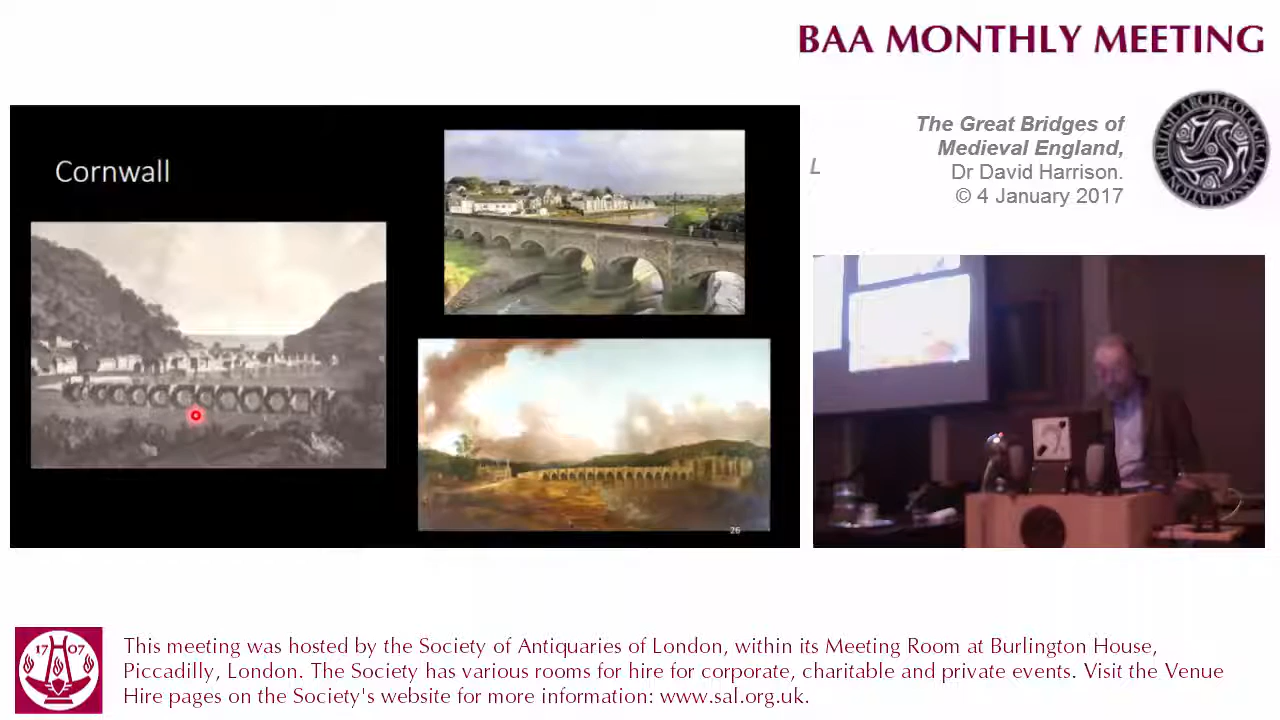 BAA MONTHLY MEETING
The Great Bridges of
Medieval England,
Dr David Harrison.
© 4 January 2017
L
BRITISH ARCHÆOLOGICAL ASSOCIATION
Cornwall
26
1707
This meeting was hosted by the Society of Antiquaries of London, within its Meeting Room at Burlington House,
Piccadilly, London. The Society has various rooms for hire for corporate, charitable and private events. Visit the Venue
Hire pages on the Society's website for more information: www.sal.org.uk.